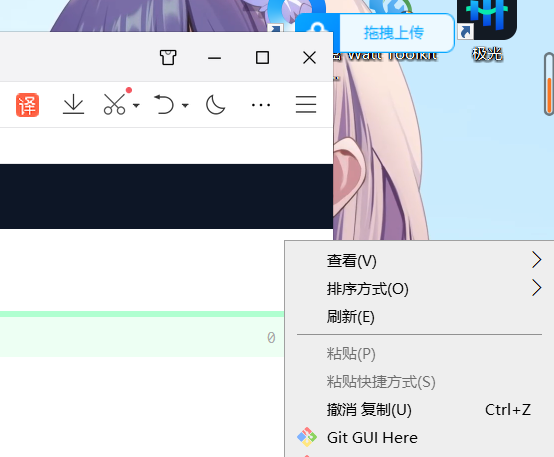 拖拽上传
Watt Toolkit
极光
译
0
查看(V)
排序方式(O)
刷新(E)
粘贴(P)
粘贴快捷方式(S)
撤消 复制(U) Ctrl+Z
Git GUI Here